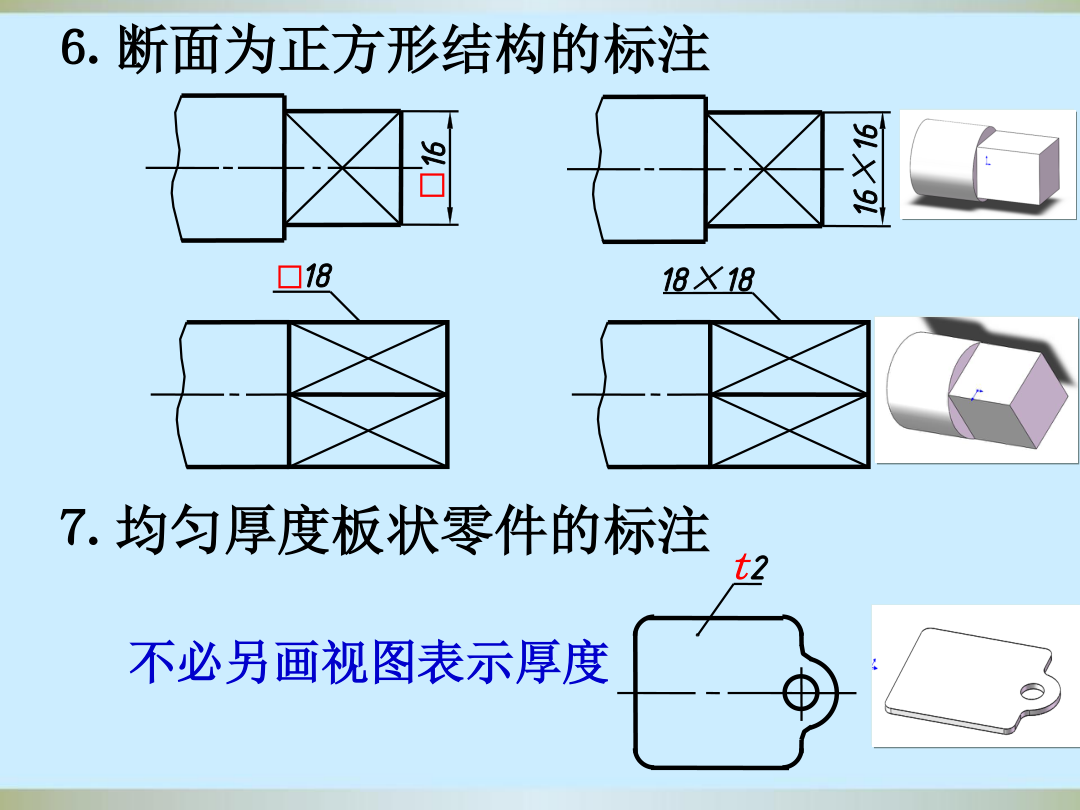 6. 断面为正方形结构的标注
□16
16×16
□18
18×18
7. 均匀厚度板状零件的标注
t2
不必另画视图表示厚度